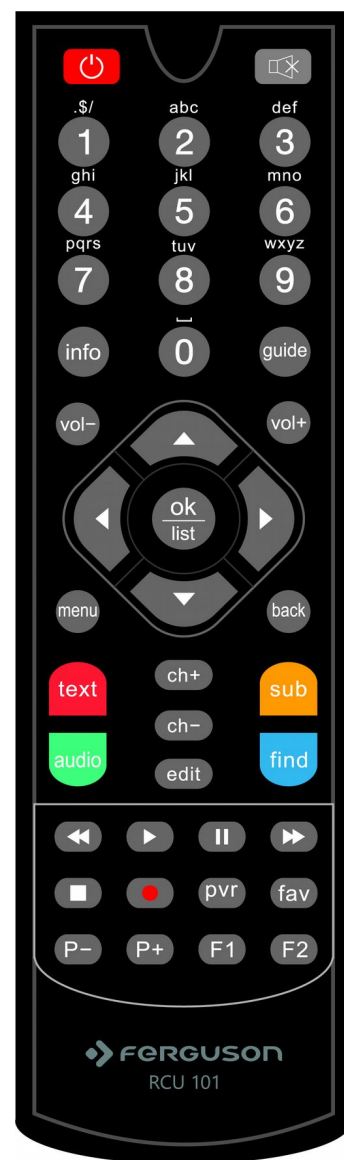 .$/ abc def
1 2 3
ghi jkl mno
4 5 6
pqrs tuv wxyz
7 8 9
info 0 guide
vol− vol+
ok
list
menu back
text ch+ sub
ch−
audio edit find
pvr fav
P− P+ F1 F2
FERGUSON
RCU 101